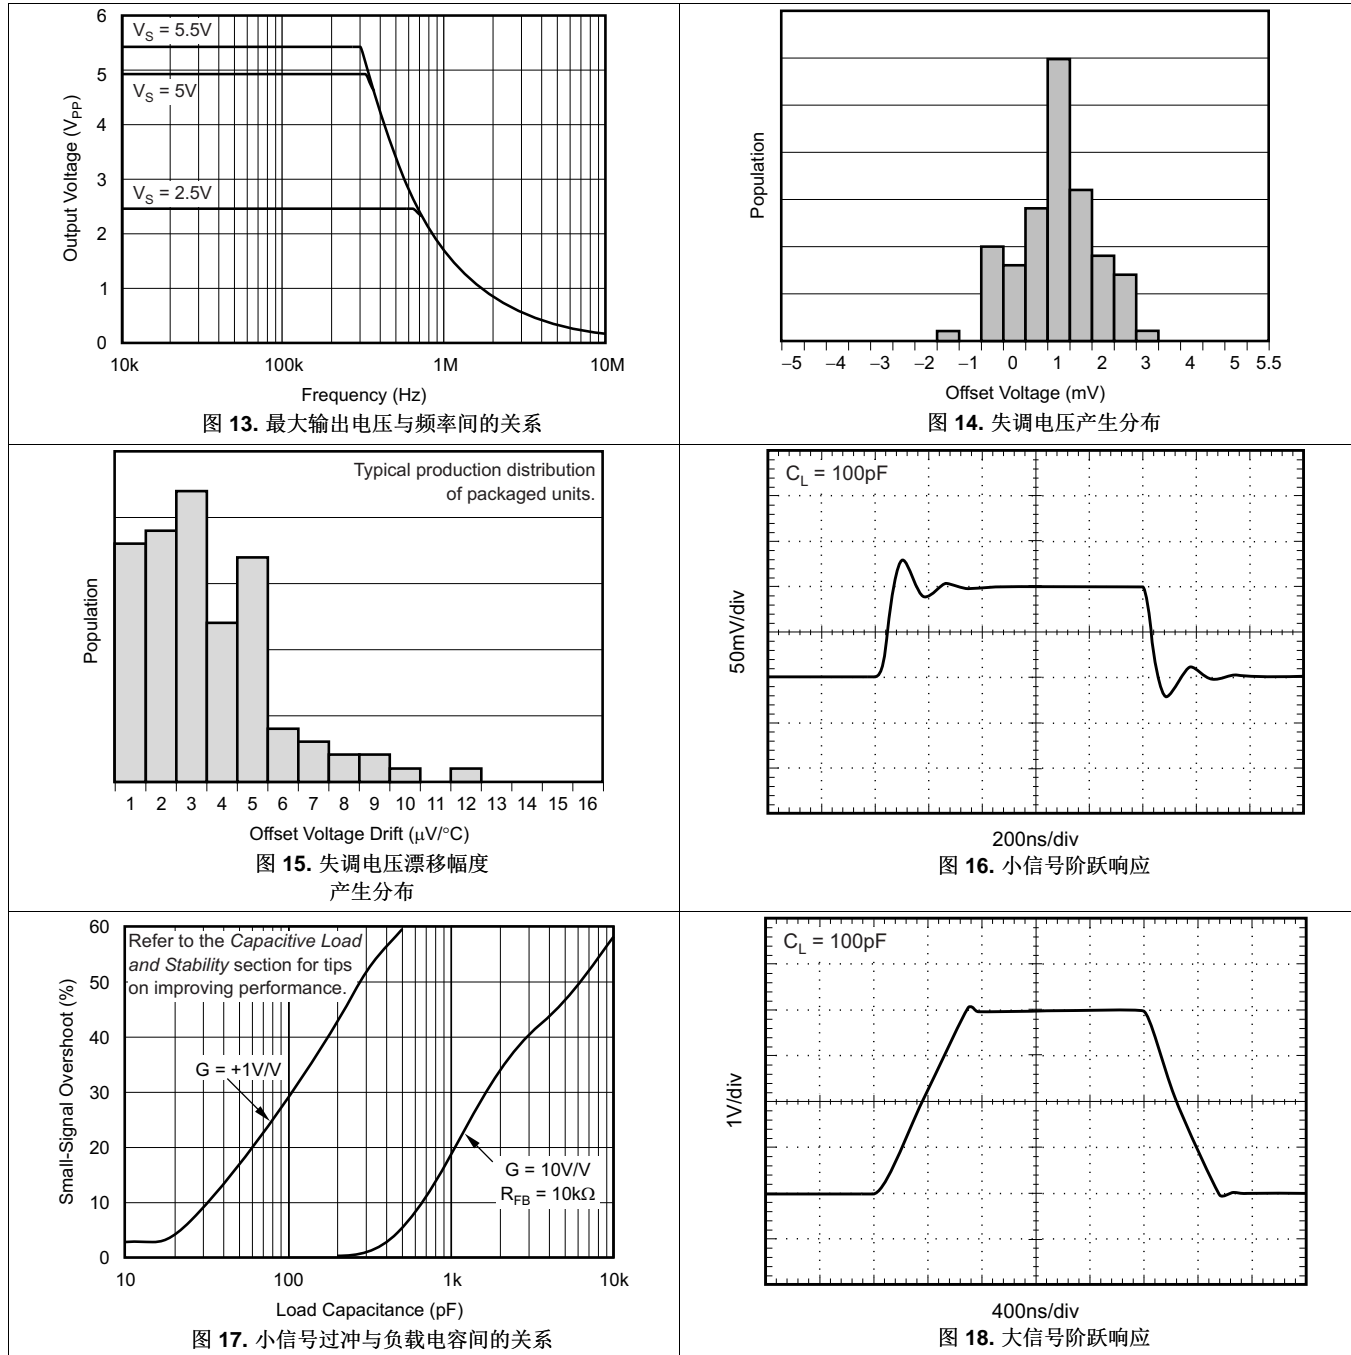 6
5
4
3
2
1
0
V_S = 5.5V
V_S = 5V
V_S = 2.5V
Output Voltage (V_PP)
10k 100k 1M 10M
Frequency (Hz)
图 13. 最大输出电压与频率间的关系
Population
–5 –4 –3 –2 –1 0 1 2 3 4 5 5.5
Offset Voltage (mV)
图 14. 失调电压产生分布
Typical production distribution
of packaged units.
Population
1 2 3 4 5 6 7 8 9 10 11 12 13 14 15 16
Offset Voltage Drift (μV/°C)
图 15. 失调电压漂移幅度
产生分布
C_L = 100pF
50mV/div
200ns/div
图 16. 小信号阶跃响应
60
50
40
30
20
10
0
Refer to the Capacitive Load
and Stability section for tips
on improving performance.
G = +1V/V
G = 10V/V
R_FB = 10kΩ
Small-Signal Overshoot (%)
10 100 1k 10k
Load Capacitance (pF)
图 17. 小信号过冲与负载电容间的关系
C_L = 100pF
1V/div
400ns/div
图 18. 大信号阶跃响应